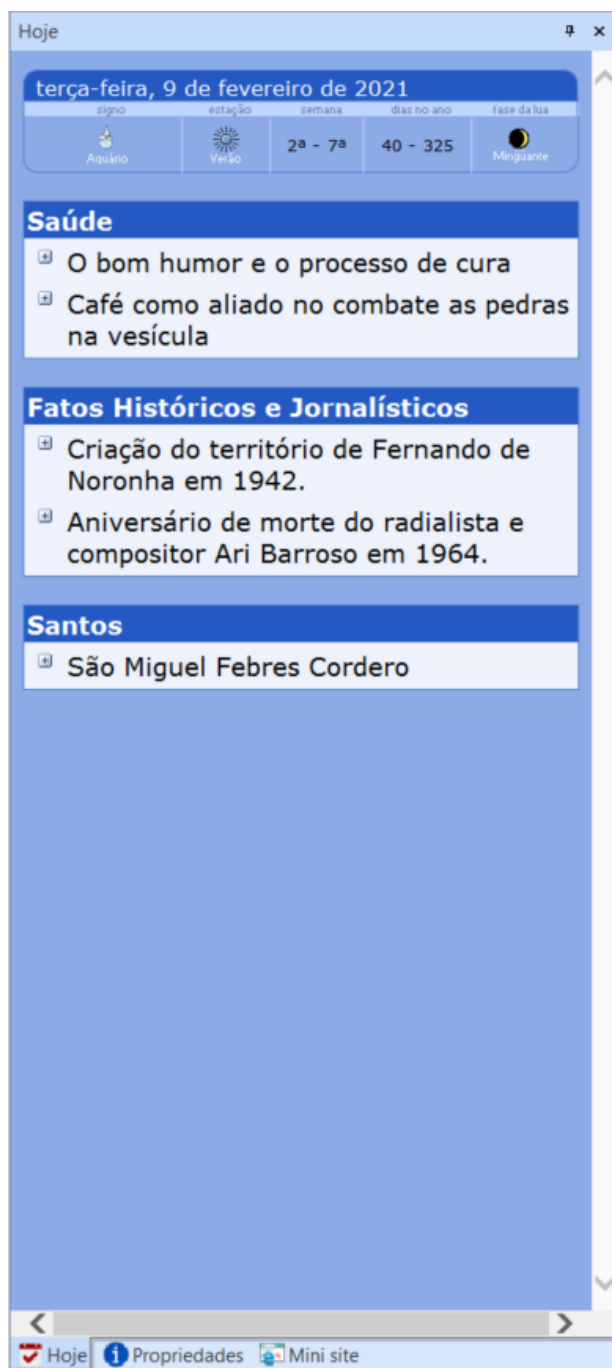 Hoje
terça-feira, 9 de fevereiro de 2021
signo estação semana dias no ano fase da lua
Aquário Verão 2ª - 7ª 40 - 325 Minguante
Saúde
O bom humor e o processo de cura
Café como aliado no combate as pedras
na vesícula
Fatos Históricos e Jornalísticos
Criação do território de Fernando de
Noronha em 1942.
Aniversário de morte do radialista e
compositor Ari Barroso em 1964.
Santos
São Miguel Febres Cordero
Hoje Propriedades Mini site